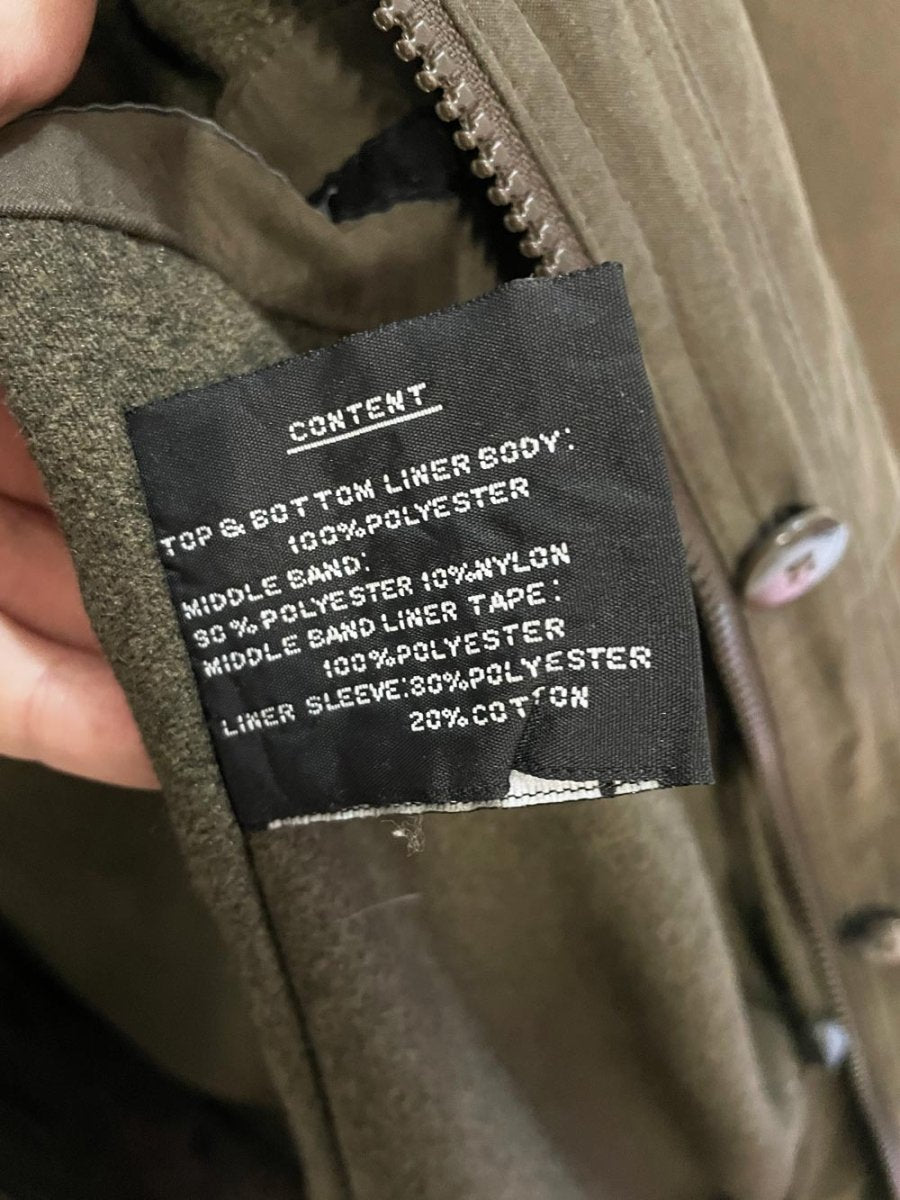 CONTENT
TOP & BOTTOM LINER BODY:
100%POLYESTER
MIDDLE BAND:
90%POLYESTER 10%NYLON
MIDDLE BAND LINER TAPE:
100%POLYESTER
LINER SLEEVE:80%POLYESTER
20%COTTON